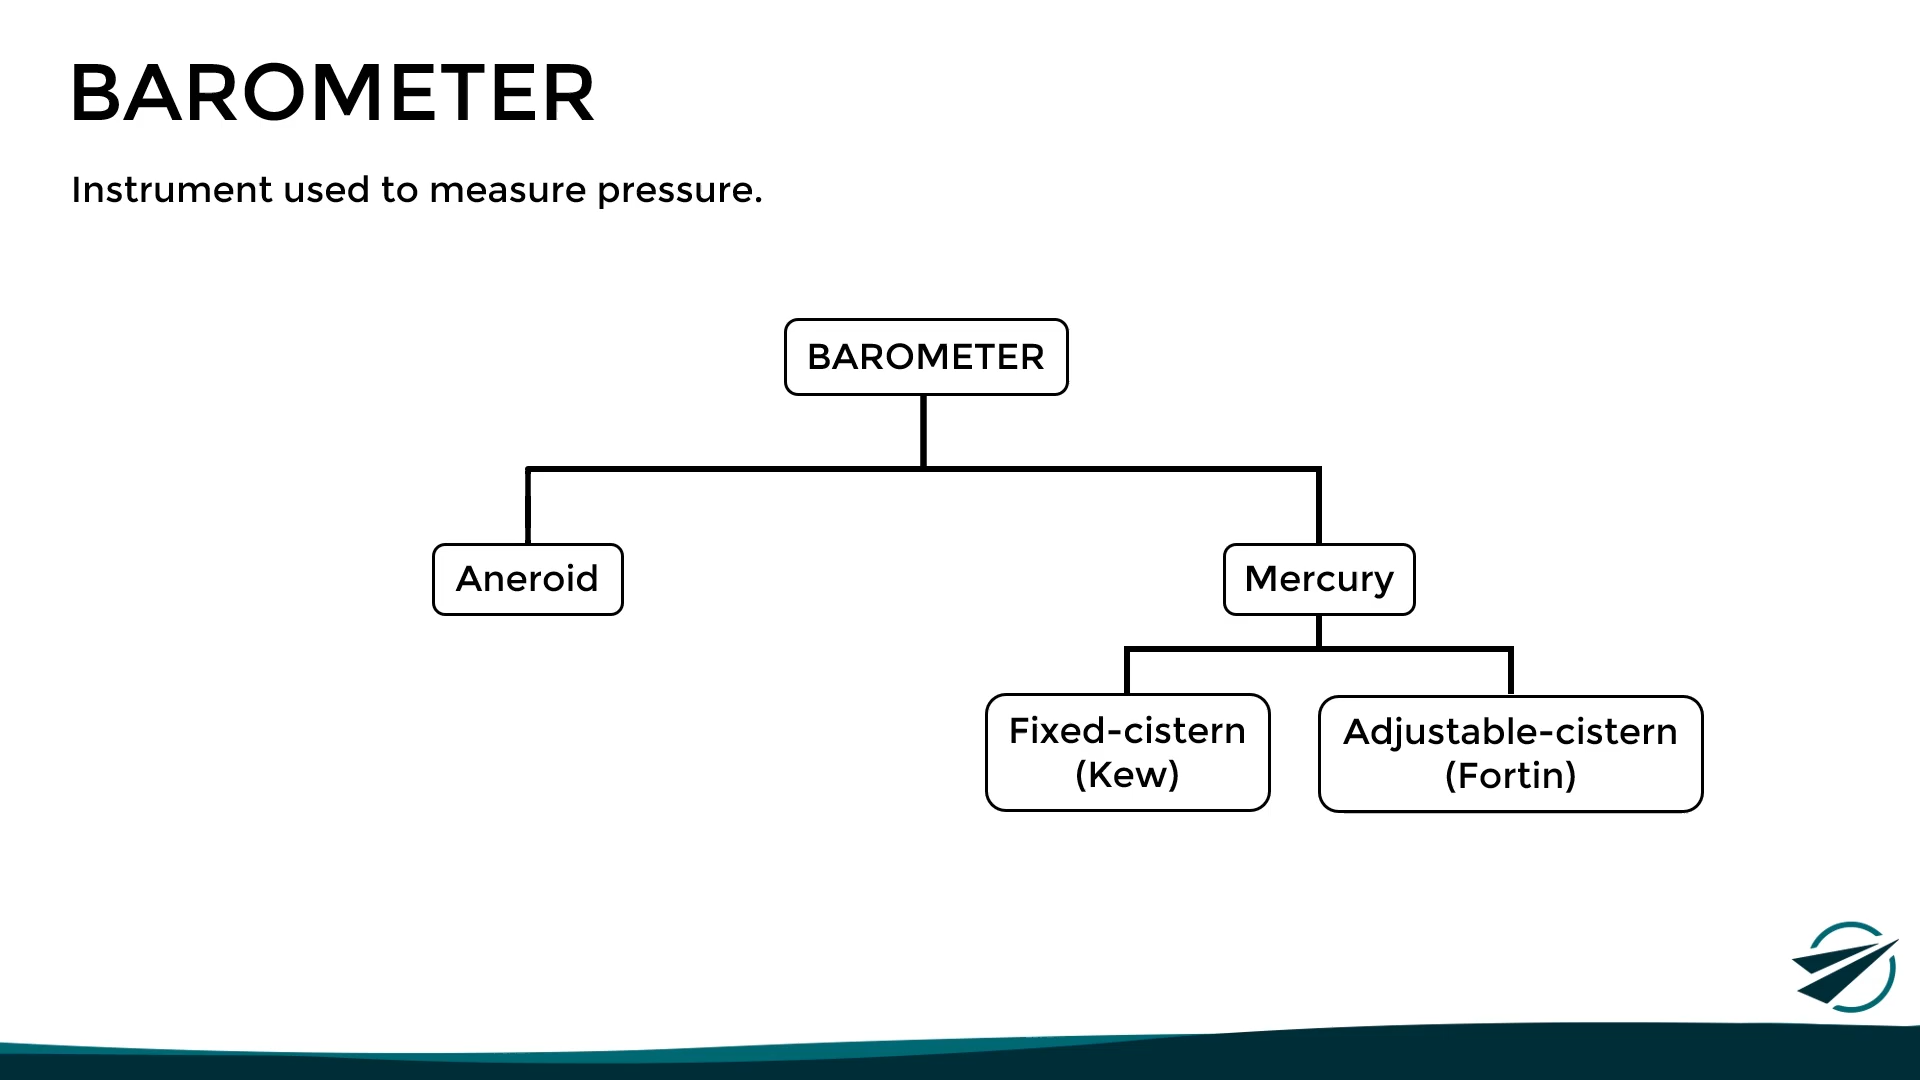 BAROMETER
Instrument used to measure pressure.
BAROMETER
Aneroid
Mercury
Fixed-cistern
(Kew)
Adjustable-cistern
(Fortin)